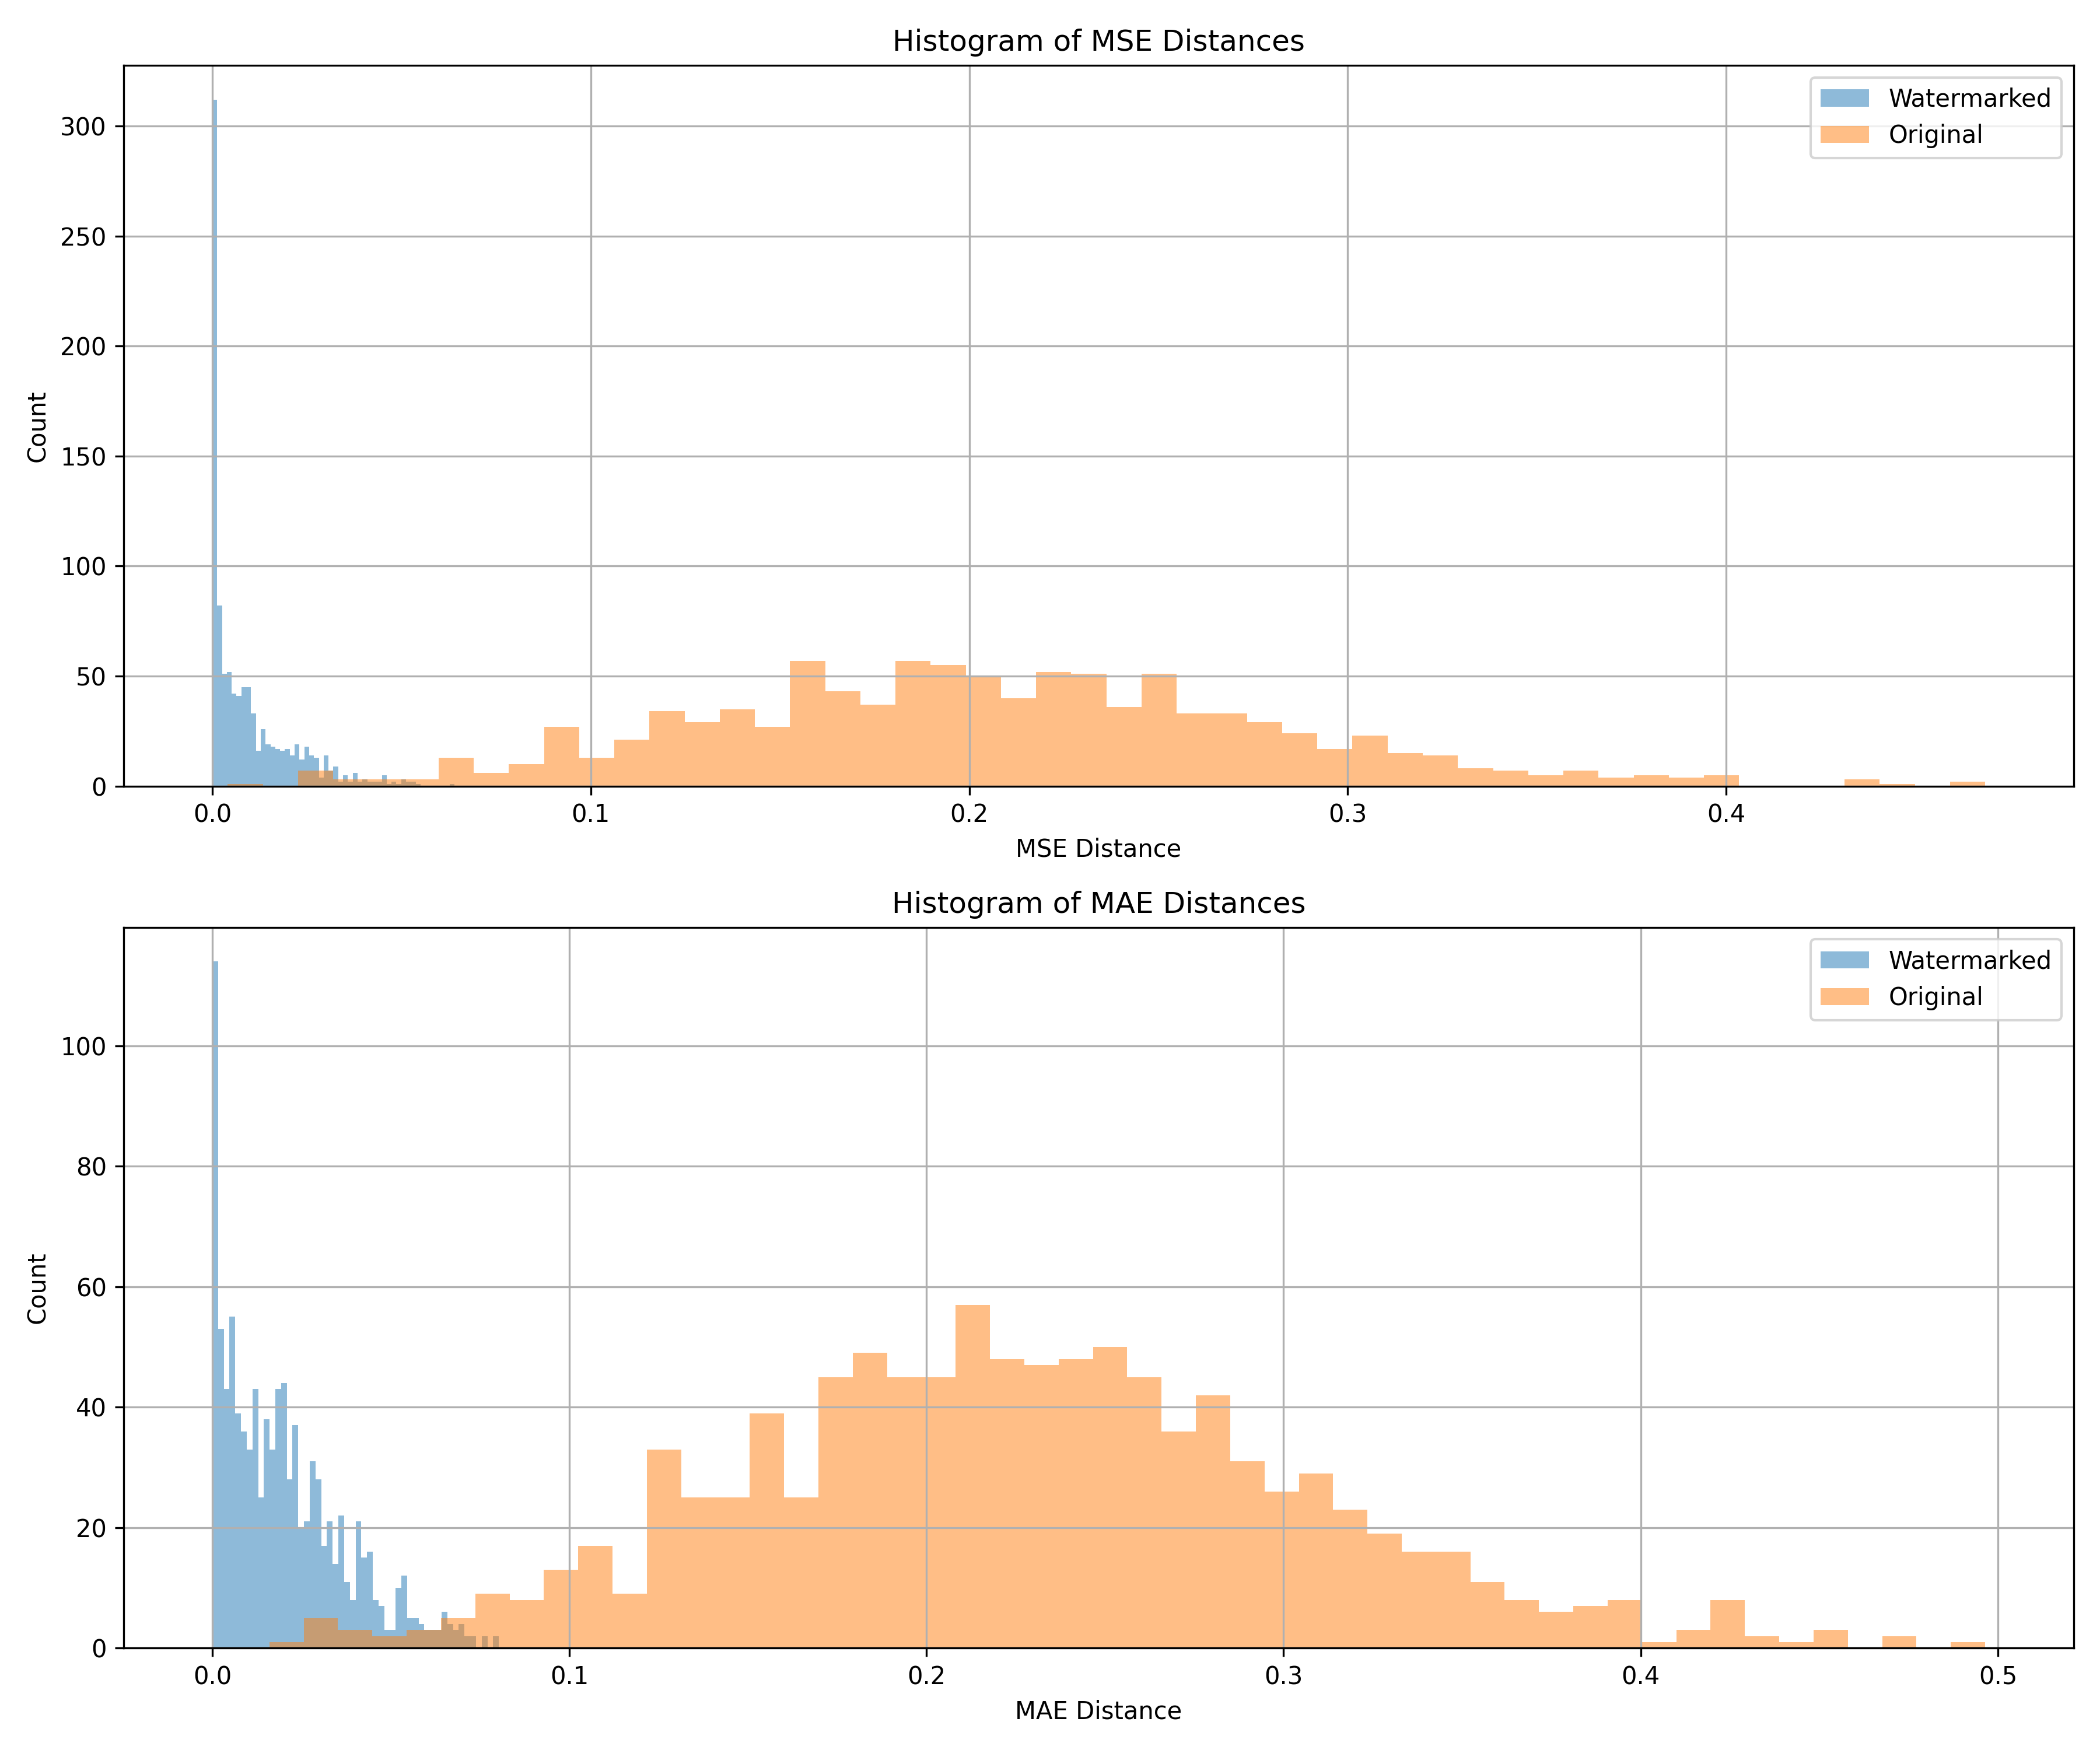 Histogram of MSE Distances
Watermarked
Original
Count
300
250
200
150
100
50
0
0.0 0.1 0.2 0.3 0.4
MSE Distance
Histogram of MAE Distances
Watermarked
Original
Count
100
80
60
40
20
0
0.0 0.1 0.2 0.3 0.4 0.5
MAE Distance